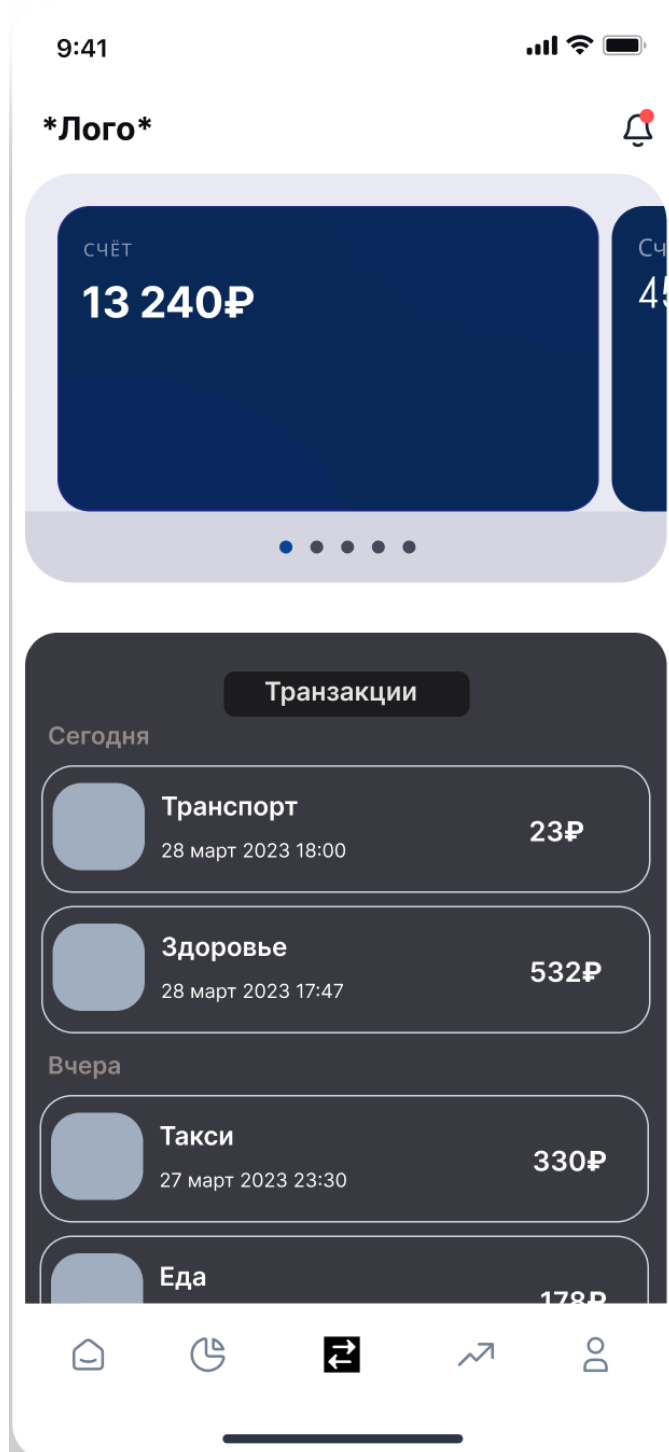 9:41
*Лого*
СЧЁТ
13 240₽
Транзакции
Сегодня
Транспорт
28 март 2023 18:00
23₽
Здоровье
28 март 2023 17:47
532₽
Вчера
Такси
27 март 2023 23:30
330₽
Еда
178₽